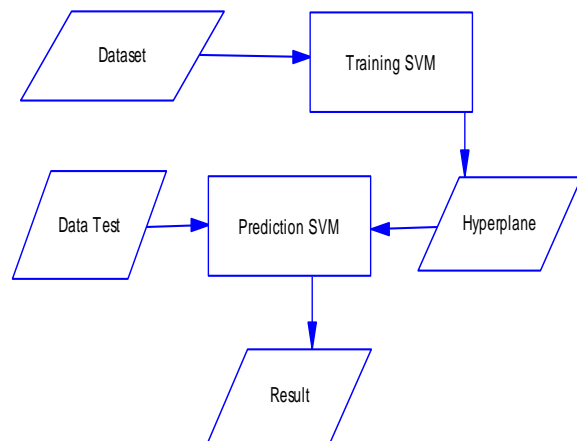 Dataset
Training SVM
Data Test
Prediction SVM
Hyperplane
Result